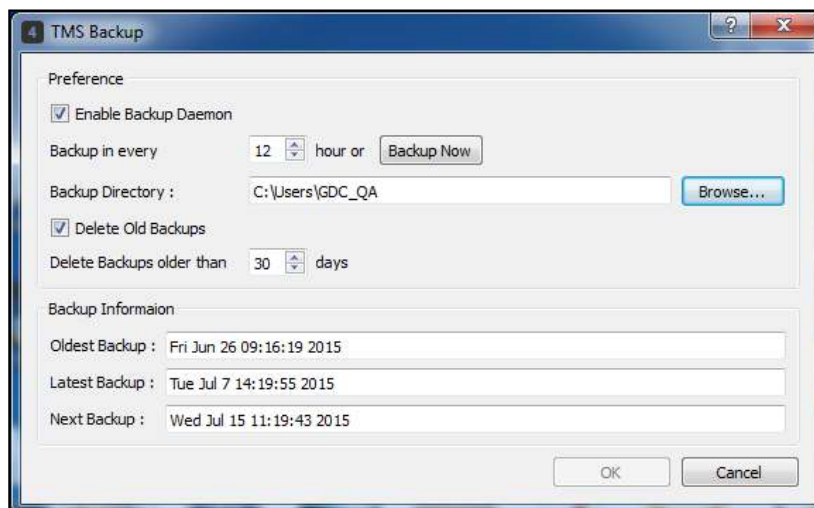 4 TMS Backup ? X
Preference
Enable Backup Daemon
Backup in every 12 hour or Backup Now
Backup Directory : C:\Users\GDC_QA Browse...
Delete Old Backups
Delete Backups older than 30 days
Backup Informaion
Oldest Backup : Fri Jun 26 09:16:19 2015
Latest Backup : Tue Jul 7 14:19:55 2015
Next Backup : Wed Jul 15 11:19:43 2015
OK Cancel